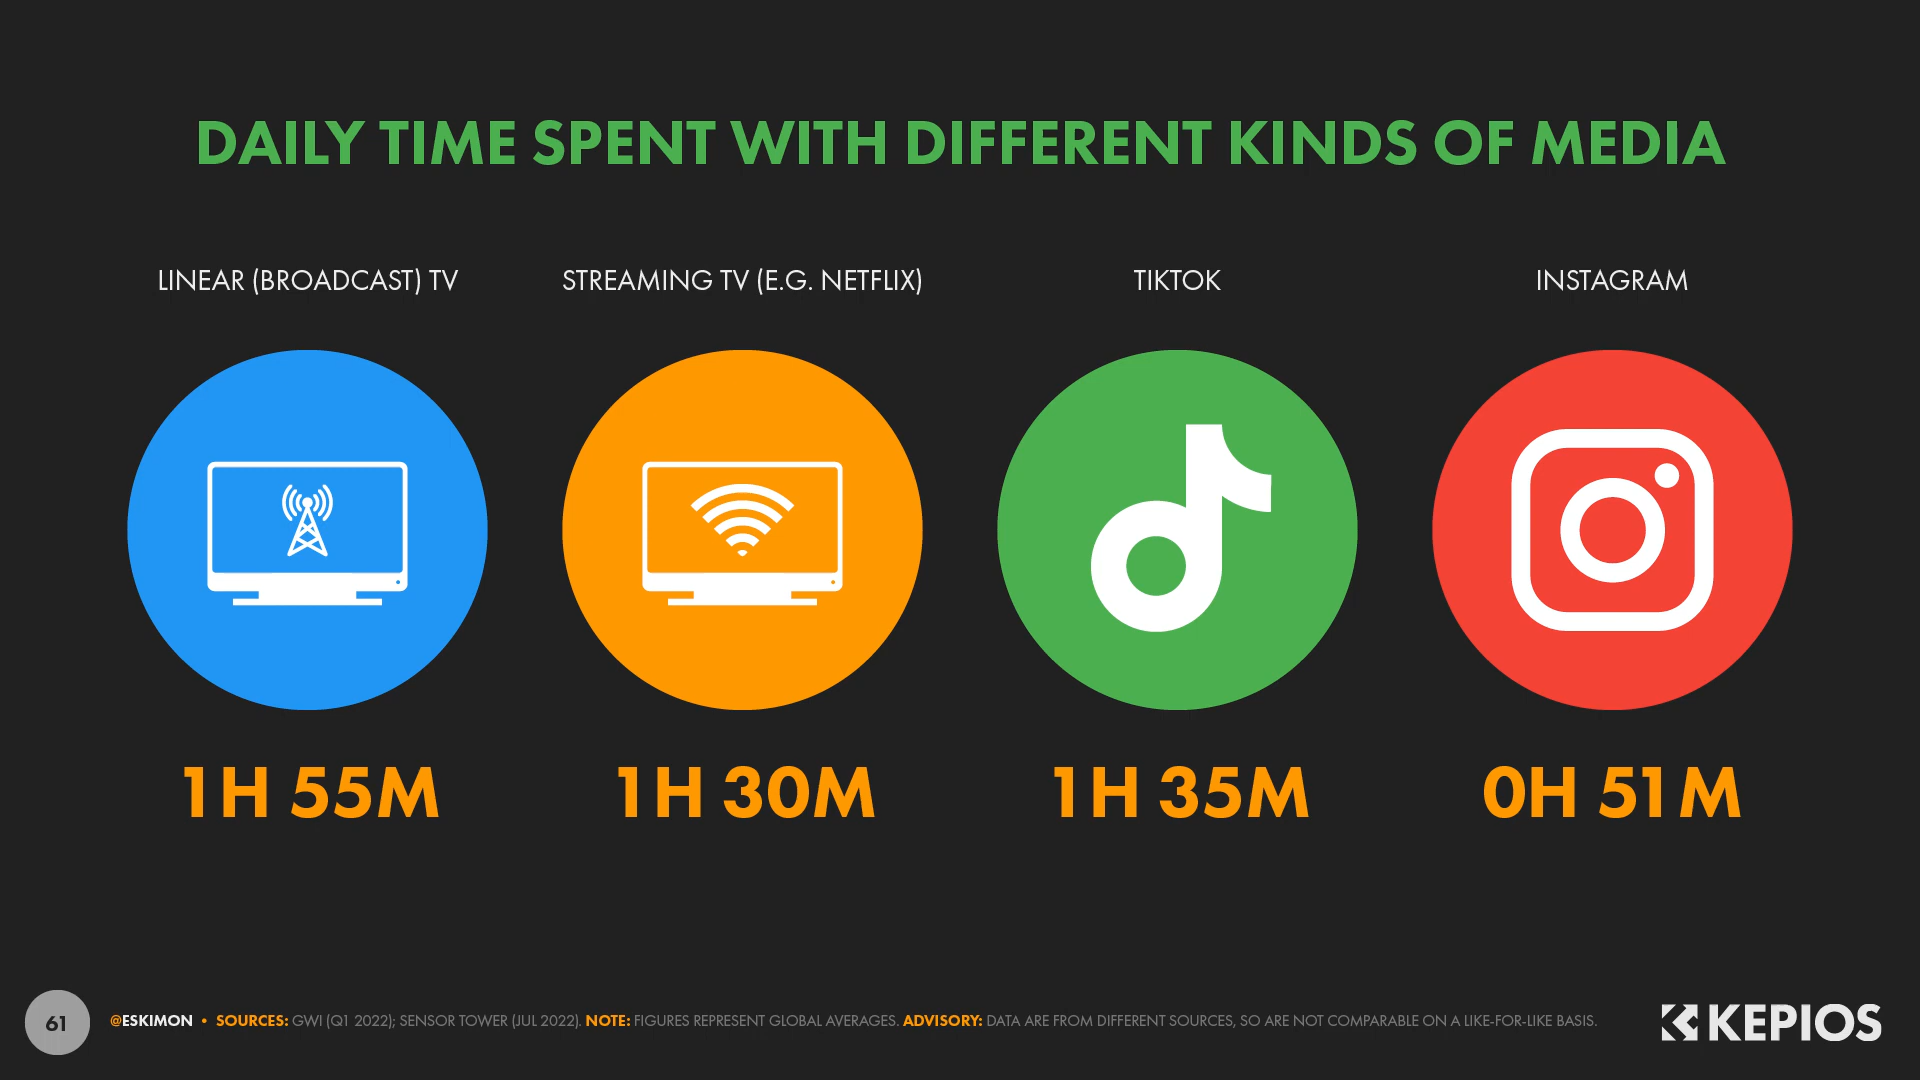 DAILY TIME SPENT WITH DIFFERENT KINDS OF MEDIA
LINEAR (BROADCAST) TV
STREAMING TV (E.G. NETFLIX)
TIKTOK
INSTAGRAM
1H 55M
1H 30M
1H 35M
0H 51M
61
@ESKIMON • SOURCES: GWI (Q1 2022); SENSOR TOWER (JUL 2022). NOTE: FIGURES REPRESENT GLOBAL AVERAGES. ADVISORY: DATA ARE FROM DIFFERENT SOURCES, SO ARE NOT COMPARABLE ON A LIKE-FOR-LIKE BASIS.
KEPIOS